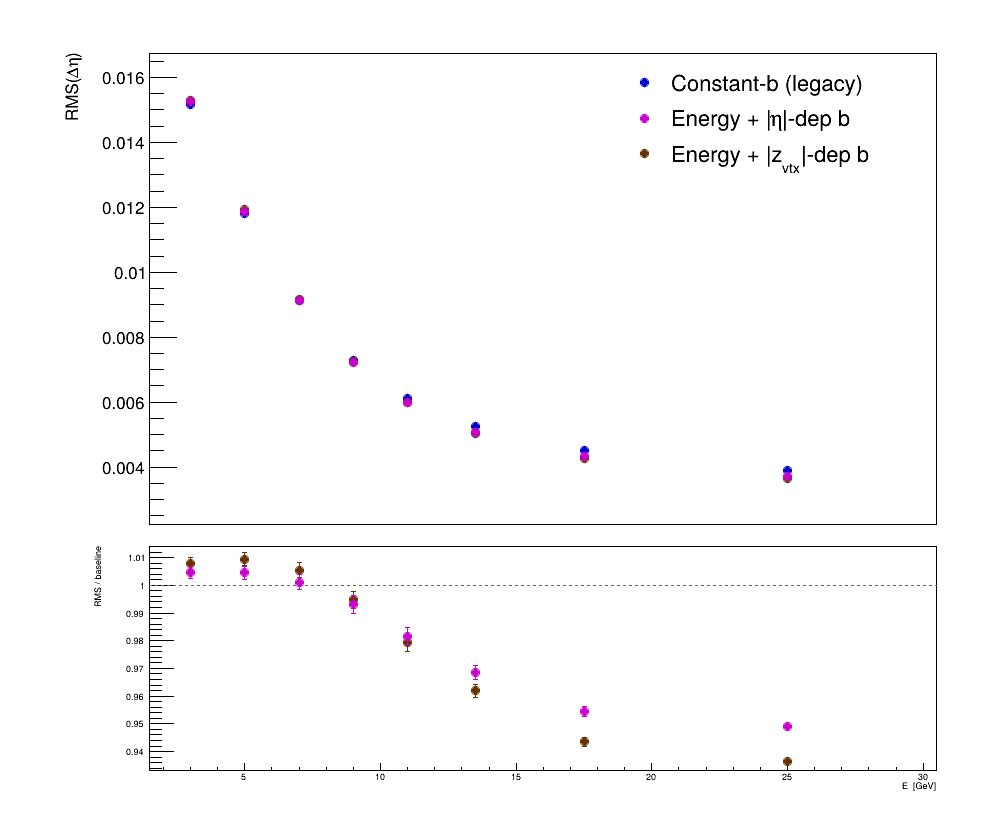 RMS(Δη)
0.016
0.014
0.012
0.01
0.008
0.006
0.004
Constant-b (legacy)
Energy + |η|-dep b
Energy + |z_vtx|-dep b
RMS / baseline
1.01
1
0.99
0.98
0.97
0.96
0.95
0.94
5 10 15 20 25 30
E [GeV]